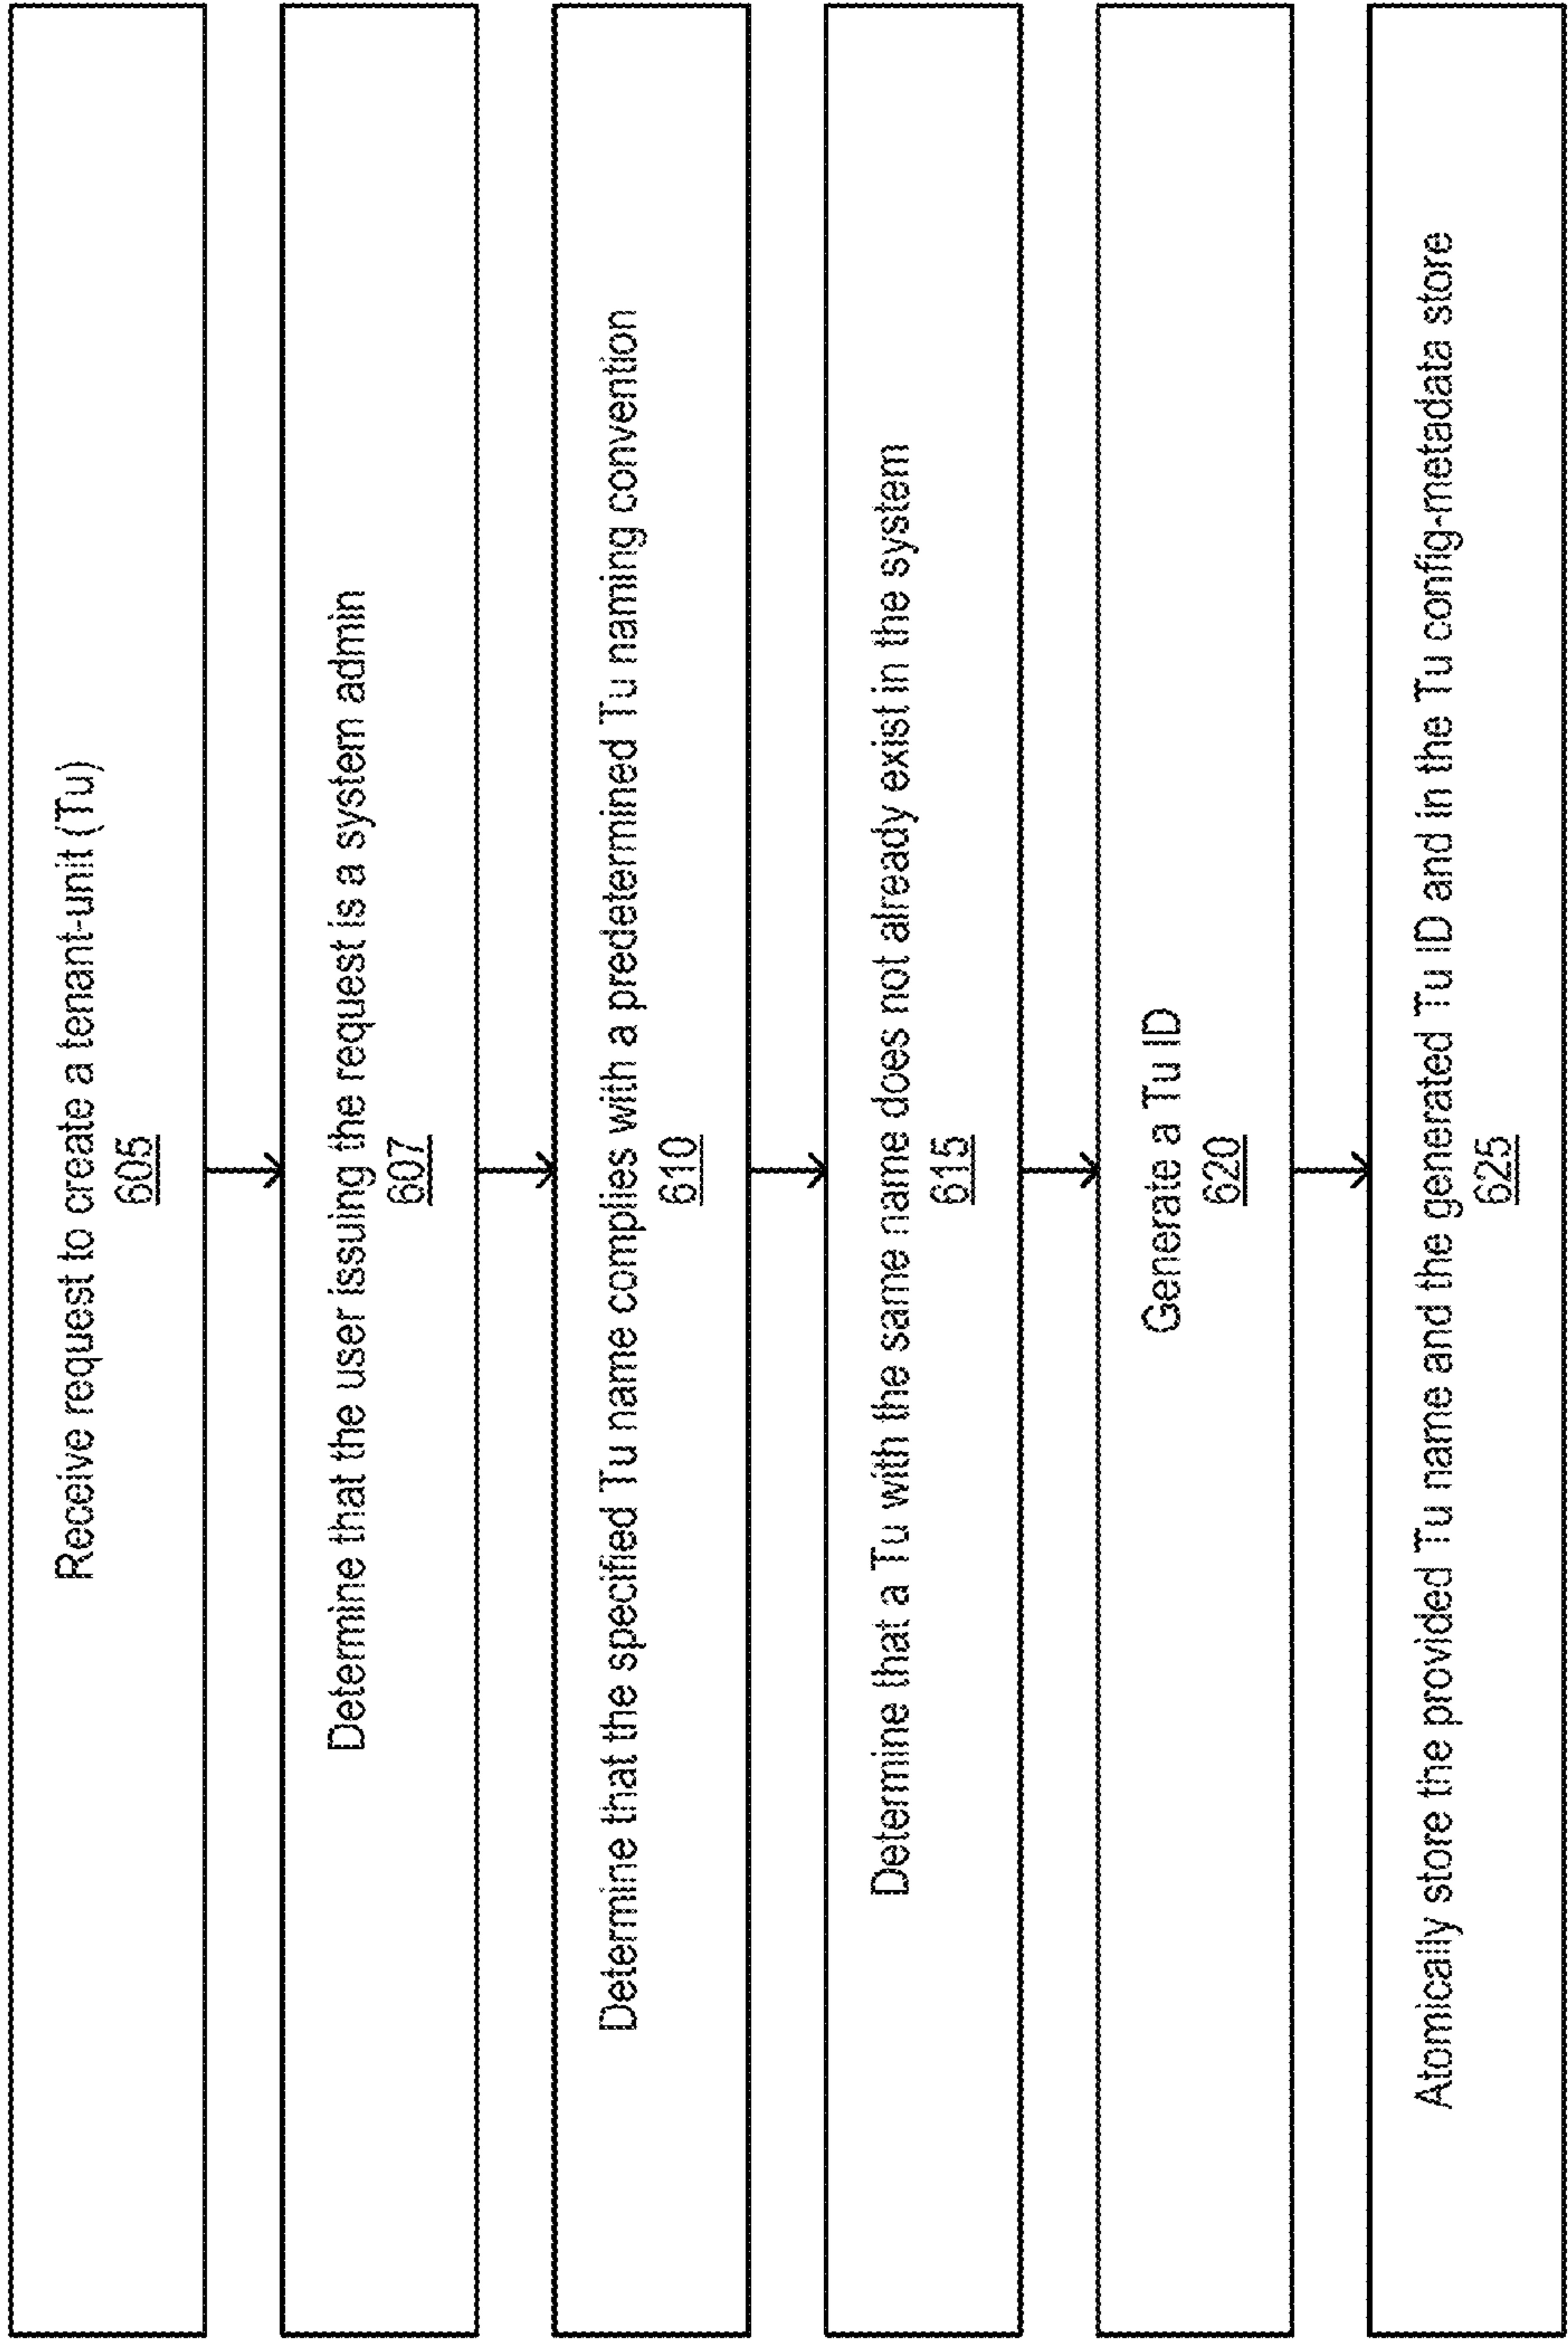 Receive request to create a tenant-unit (Tu)
605
Determine that the user issuing the request is a system admin
607
Determine that the specified Tu name complies with a predetermined Tu naming convention
610
Determine that a Tu with the same name does not already exist in the system
615
Generate a Tu ID
620
Atomically store the provided Tu name and the generated Tu ID and in the Tu config-metadata store
625